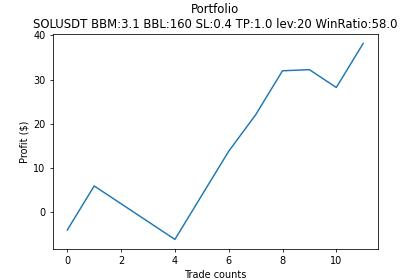 Portfolio
SOLUSDT BBM:3.1 BBL:160 SL:0.4 TP:1.0 lev:20 WinRatio:58.0
Profit ($)
40
30
20
10
0
0 2 4 6 8 10
Trade counts